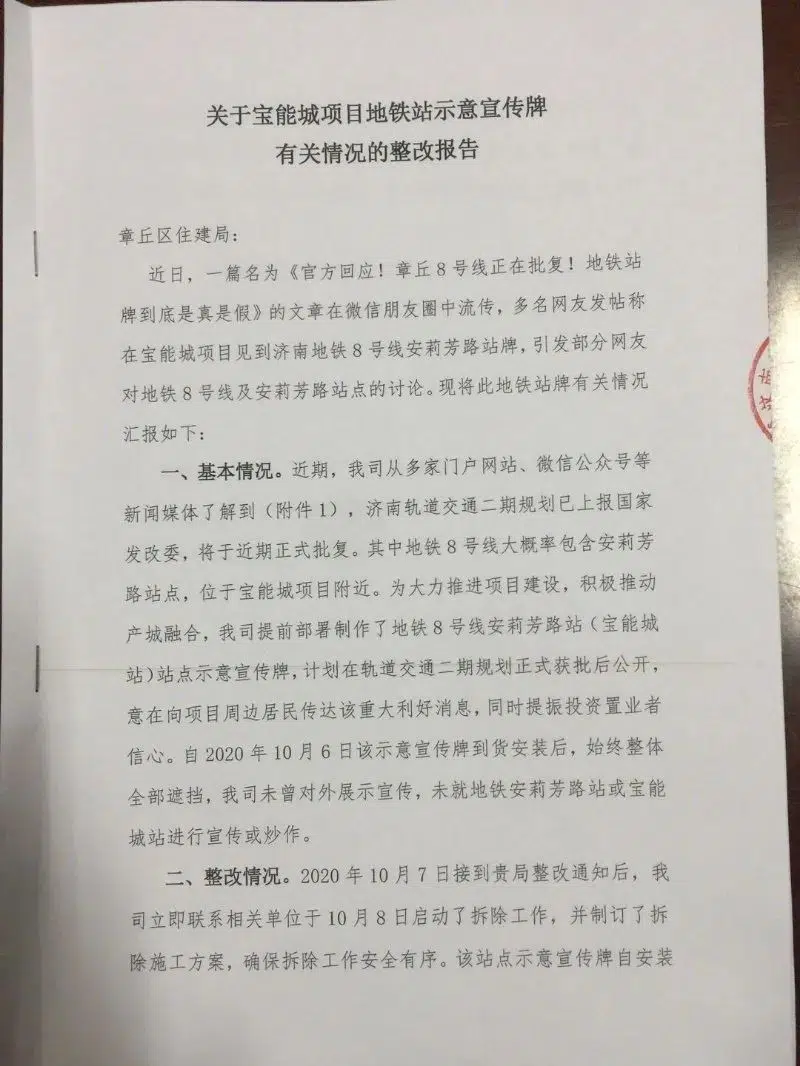 关于宝能城项目地铁站示意宣传牌
有关情况的整改报告
章丘区住建局：
近日，一篇名为《官方回应！章丘8号线正在批复！地铁站
牌到底是真是假》的文章在微信朋友圈中流传，多名网友发帖称
在宝能城项目见到济南地铁8号线安莉芳路站牌，引发部分网友
对地铁8号线及安莉芳路站点的讨论。现将此地铁站牌有关情况
汇报如下：
一、基本情况。近期，我司从多家门户网站、微信公众号等
新闻媒体了解到（附件1），济南轨道交通二期规划已上报国家
发改委，将于近期正式批复。其中地铁8号线大概率包含安莉芳
路站点，位于宝能城项目附近。为大力推进项目建设，积极推动
产城融合，我司提前部署制作了地铁8号线安莉芳路站（宝能城
站）站点示意宣传牌，计划在轨道交通二期规划正式获批后公开，
意在向项目周边居民传达该重大利好消息，同时提振投资置业者
信心。自2020年10月6日该示意宣传牌到货安装后，始终整体
全部遮挡，我司未曾对外展示宣传，未就地铁安莉芳路站或宝能
城站进行宣传或炒作。
二、整改情况。2020年10月7日接到贵局整改通知后，我
司立即联系相关单位于10月8日启动了拆除工作，并制订了拆
除施工方案，确保拆除工作安全有序。该站点示意宣传牌自安装